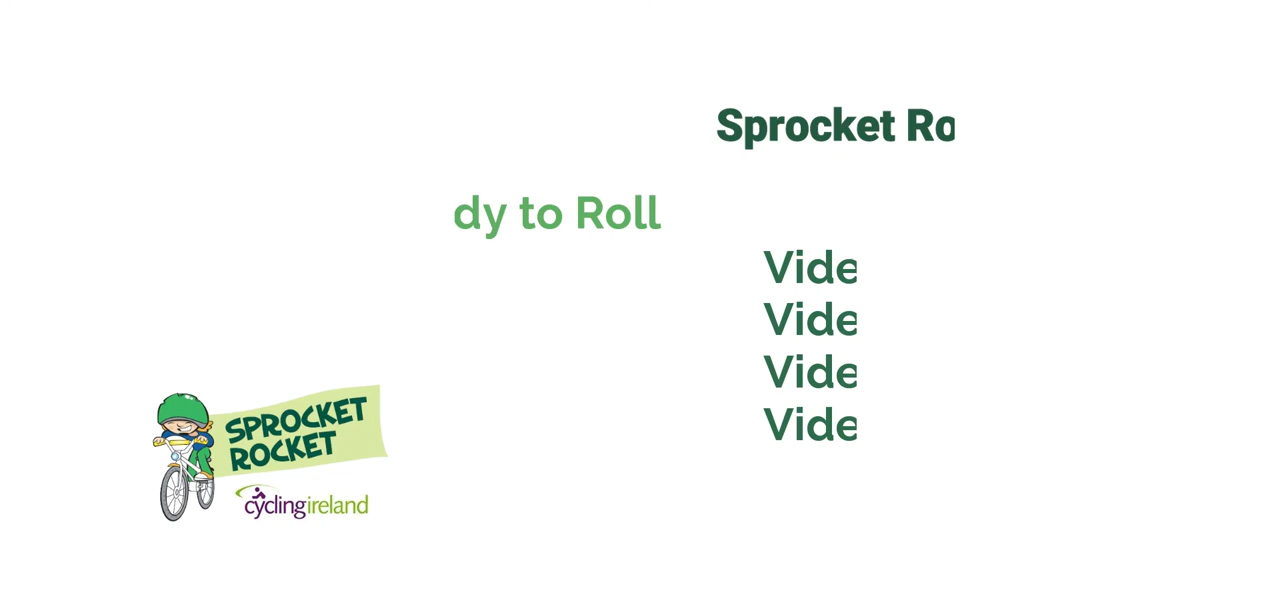 Sprocket Ro
dy to Roll
Vide
Vide
Vide
Vide
SPROCKET
ROCKET
cyclingireland